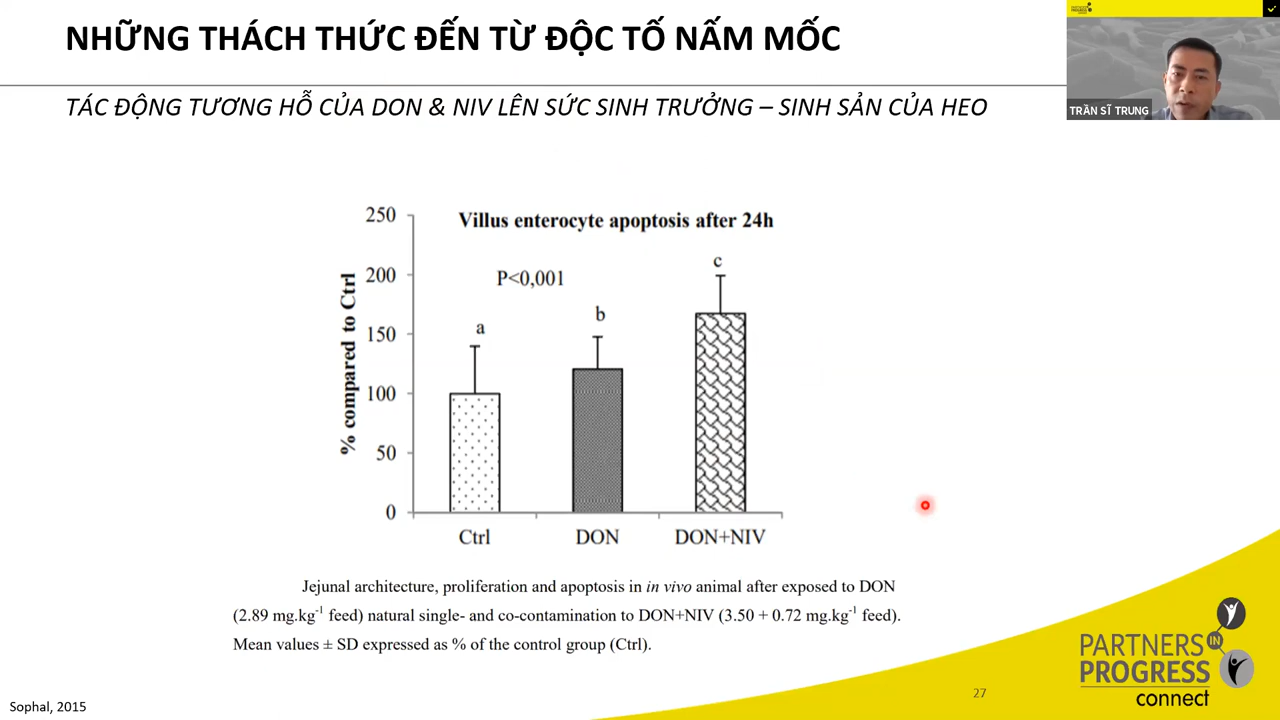 NHỮNG THÁCH THỨC ĐẾN TỪ ĐỘC TỐ NẤM MỐC
TÁC ĐỘNG TƯƠNG HỖ CỦA DON & NIV LÊN SỨC SINH TRƯỞNG – SINH SẢN CỦA HEO
TRẦN SĨ TRUNG
Villus enterocyte apoptosis after 24h
P<0,001
% compared to Ctrl
250
200
150
100
50
0
a
b
c
Ctrl
DON
DON+NIV
Jejunal architecture, proliferation and apoptosis in in vivo animal after exposed to DON
(2.89 mg.kg⁻¹ feed) natural single- and co-contamination to DON+NIV (3.50 + 0.72 mg.kg⁻¹ feed).
Mean values ± SD expressed as % of the control group (Ctrl).
Sophal, 2015
27
PARTNERS IN
PROGRESS
connect